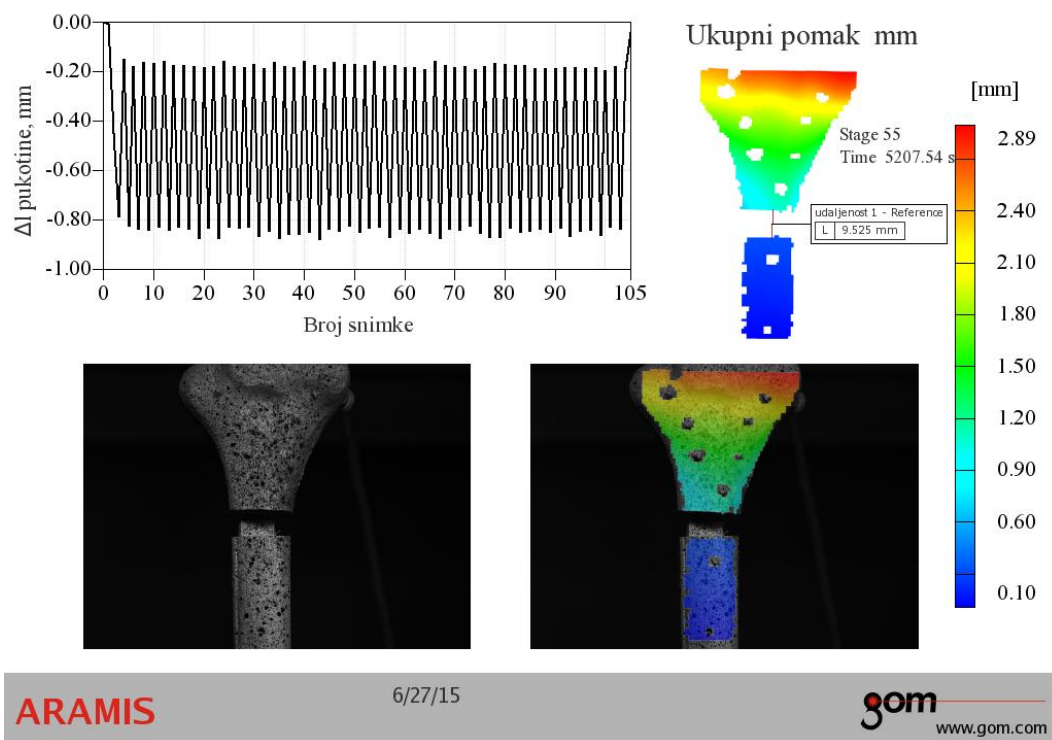 0.00
-0.20
-0.40
-0.60
-0.80
-1.00
Δl pukotine, mm
0 10 20 30 40 50 60 70 80 90 105
Broj snimke
Ukupni pomak mm
Stage 55
Time 5207.54 s
udaljenost 1 - Reference
L 9.525 mm
[mm]
2.89
2.40
2.10
1.80
1.50
1.20
0.90
0.60
0.10
ARAMIS
6/27/15
gom
www.gom.com